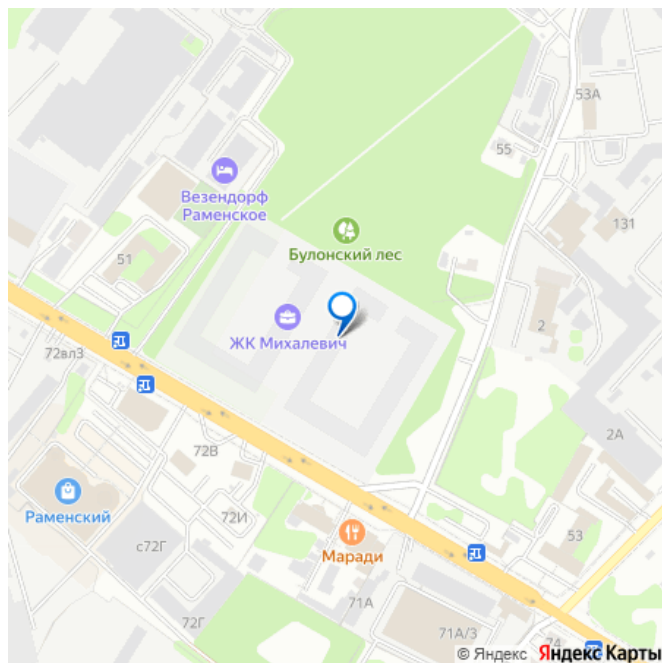 53А
55
Везендорф
Раменское
131
Булонский лес
51
2
ЖК Михалевич
72вл3
2А
72В
Раменский
72И
53
с72Г
Маради
71А
72Г
71А/3
74
© Яндекс Яндекс Карты